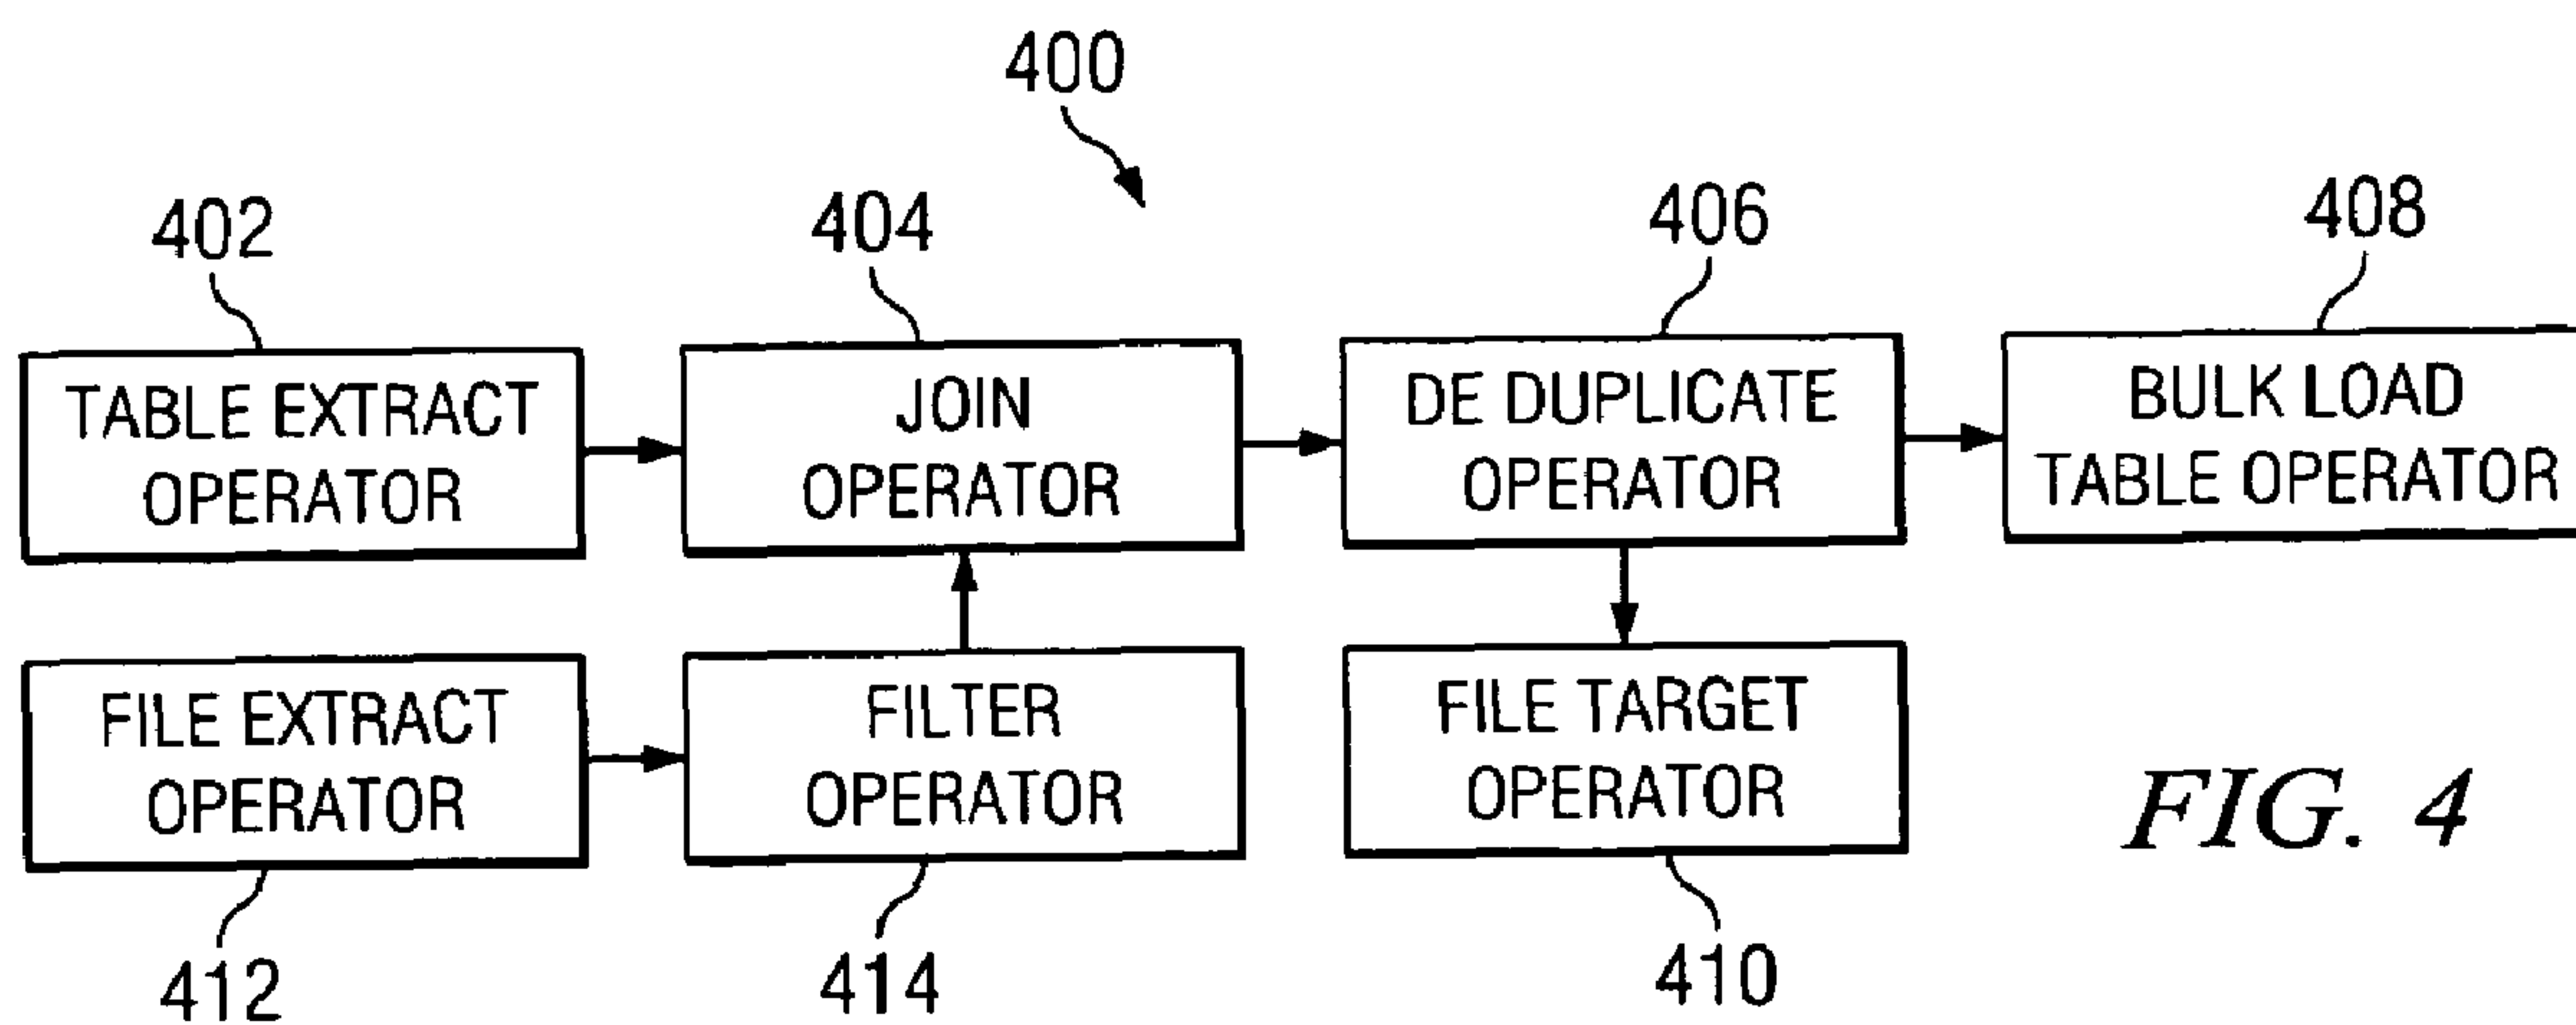 400
402
404
406
408
TABLE EXTRACT
OPERATOR
JOIN
OPERATOR
DE DUPLICATE
OPERATOR
BULK LOAD
TABLE OPERATOR
FILE EXTRACT
OPERATOR
FILTER
OPERATOR
FILE TARGET
OPERATOR
FIG. 4
412
414
410